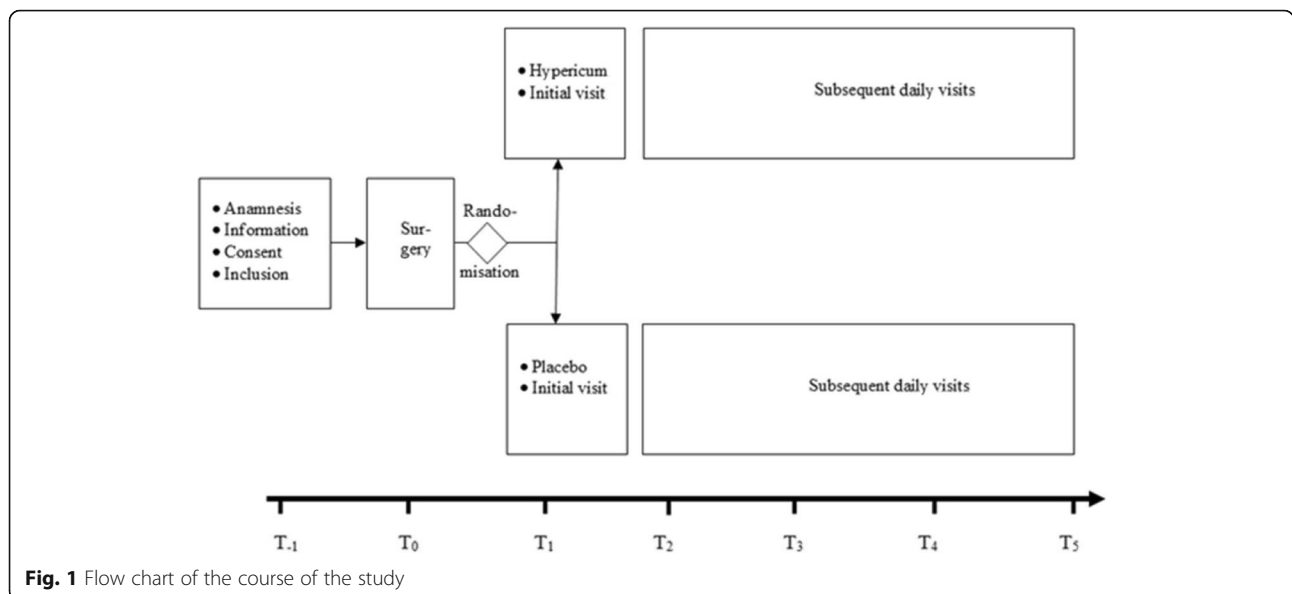 • Hypericum
• Initial visit
Subsequent daily visits
• Anamnesis
• Information
• Consent
• Inclusion
Sur-
gery
Rando-
misation
• Placebo
• Initial visit
Subsequent daily visits
T-1 T0 T1 T2 T3 T4 T5
Fig. 1 Flow chart of the course of the study